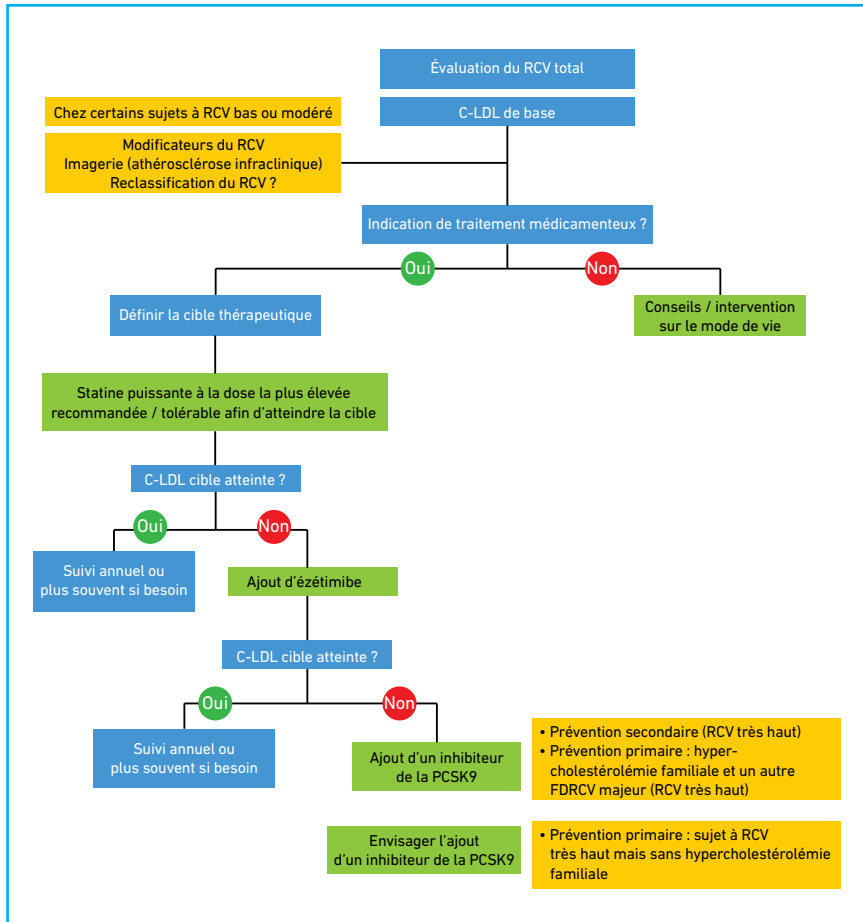 Évaluation du RCV total
Chez certains sujets à RCV bas ou modéré
C-LDL de base
Modificateurs du RCV
Imagerie (athérosclérose infraclinique)
Reclassification du RCV ?
Indication de traitement médicamenteux ?
Oui
Non
Définir la cible thérapeutique
Conseils / intervention
sur le mode de vie
Statine puissante à la dose la plus élevée
recommandée / tolérable afin d'atteindre la cible
C-LDL cible atteinte ?
Oui
Non
Suivi annuel ou
plus souvent si besoin
Ajout d'ézétimibe
C-LDL cible atteinte ?
Oui
Non
Suivi annuel ou
plus souvent si besoin
Ajout d'un inhibiteur
de la PCSK9
• Prévention secondaire (RCV très haut)
• Prévention primaire : hyper-
cholestérolémie familiale et un autre
FDRCV majeur (RCV très haut)
Envisager l'ajout
d'un inhibiteur de la PCSK9
• Prévention primaire : sujet à RCV
très haut mais sans hypercholestérolémie
familiale